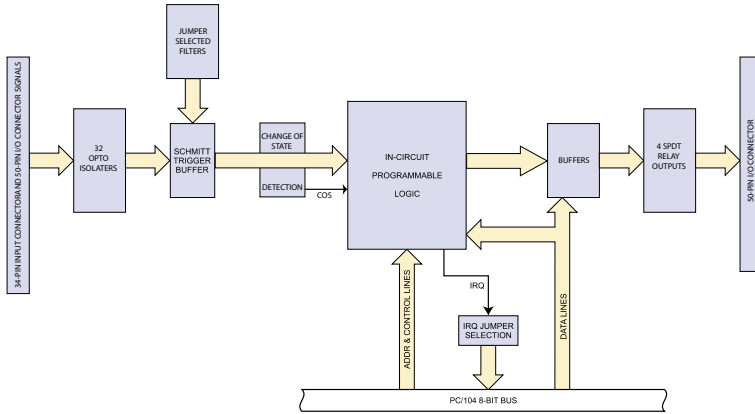 JUMPER
SELECTED
FILTERS
34-PIN INPUT CONNECTORAND 50-PIN I/O CONNECTOR SIGNALS
32
OPTO
ISOLATERS
SCHMITT
TRIGGER
BUFFER
CHANGE OF
STATE
DETECTION
COS
IN-CIRCUIT
PROGRAMMABLE
LOGIC
BUFFERS
4 SPDT
RELAY
OUTPUTS
50-PIN I/O CONNECTOR
ADDR & CONTROL LINES
IRQ
IRQ JUMPER
SELECTION
DATA LINES
PC/104 8-BIT BUS